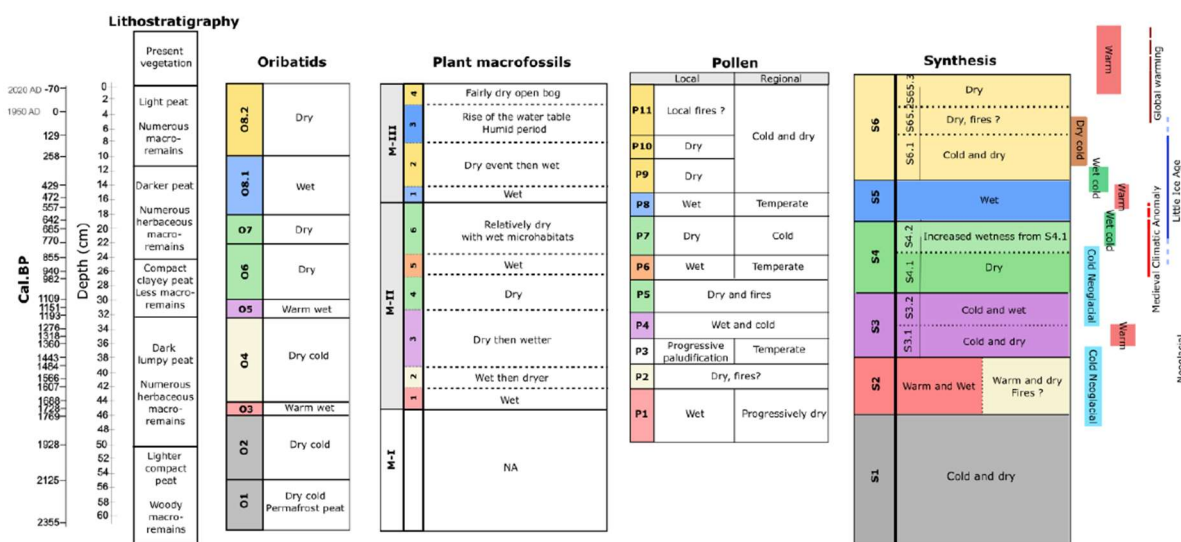 Lithostratigraphy
Cal.BP
2020 AD -70
1950 AD 0
129
258
429
472
557
642
685
770
855
940
982
1109
1151
1193
1276
1318
1360
1443
1484
1566
1607
1688
1728
1769
1928
2125
2355
Depth (cm)
0
2
4
6
8
10
12
14
16
18
20
22
24
26
28
30
32
34
36
38
40
42
44
46
48
50
52
54
56
58
60
Present
vegetation
Light peat
Numerous
macro-
remains
Darker peat
Numerous
herbaceous
macro-
remains
Compact
clayey peat
Less macro-
remains
Dark
lumpy peat
Numerous
herbaceous
macro-
remains
Lighter
compact
peat
Woody
macro-
remains
Oribatids
O8.2
Dry
O8.1
Wet
O7
Dry
O6
Dry
O5
Warm wet
O4
Dry cold
O3
Warm wet
O2
Dry cold
O1
Dry cold
Permafrost peat
Plant macrofossils
M-III
4
Fairly dry open bog
3
Rise of the water table
Humid period
2
Dry event then wet
1
Wet
M-II
6
Relatively dry
with wet microhabitats
5
Wet
4
Dry
3
Dry then wetter
2
Wet then dryer
1
Wet
M-I
NA
Pollen
Local
Regional
P11
Local fires ?
Cold and dry
P10
Dry
P9
Dry
P8
Wet
Temperate
P7
Dry
Cold
P6
Wet
Temperate
P5
Dry and fires
P4
Wet and cold
P3
Progressive
paludification
Temperate
P2
Dry, fires?
P1
Wet
Progressively dry
Synthesis
S6
S65.3
Dry
S65.2
Dry, fires ?
S6.1
Cold and dry
S5
Wet
S4
S4.2
Increased wetness from S4.1
S4.1
Dry
S3
S3.2
Cold and wet
S3.1
Cold and dry
S2
Warm and Wet
Warm and dry
Fires ?
S1
Cold and dry
Warm
Dry cold
Wet cold
Warm
Wet cold
Cold Neoglacial
Warm
Cold Neoglacial
Global warming
Little Ice Age
Medieval Climatic Anomaly